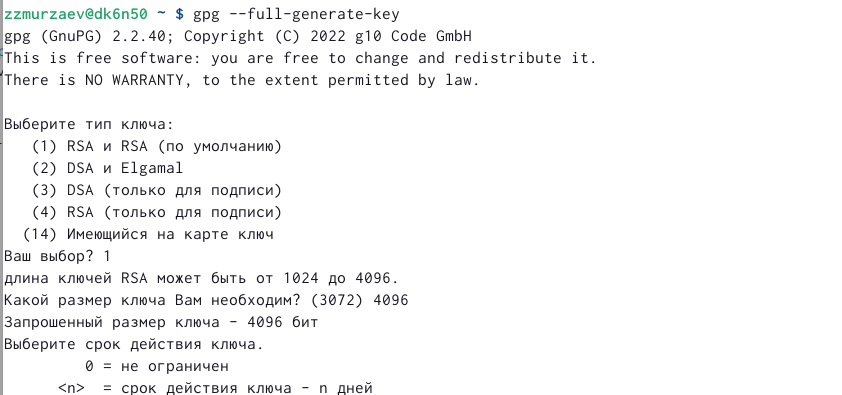 zzmurzaev@dk6n50 ~ $ gpg --full-generate-key
gpg (GnuPG) 2.2.40; Copyright (C) 2022 g10 Code GmbH
This is free software: you are free to change and redistribute it.
There is NO WARRANTY, to the extent permitted by law.

Выберите тип ключа:
   (1) RSA и RSA (по умолчанию)
   (2) DSA и Elgamal
   (3) DSA (только для подписи)
   (4) RSA (только для подписи)
  (14) Имеющийся на карте ключ
Ваш выбор? 1
длина ключей RSA может быть от 1024 до 4096.
Какой размер ключа Вам необходим? (3072) 4096
Запрошенный размер ключа - 4096 бит
Выберите срок действия ключа.
         0 = не ограничен
      <n>  = срок действия ключа - n дней